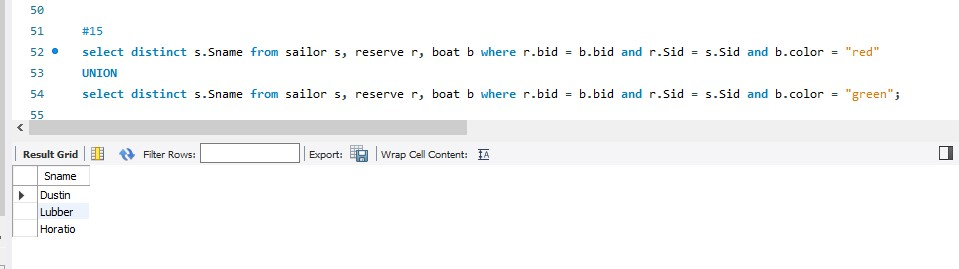 50
51 #15
52 select distinct s.Sname from sailor s, reserve r, boat b where r.bid = b.bid and r.Sid = s.Sid and b.color = "red"
53 UNION
54 select distinct s.Sname from sailor s, reserve r, boat b where r.bid = b.bid and r.Sid = s.Sid and b.color = "green";
55
Result Grid Filter Rows: Export: Wrap Cell Content: IA
Sname
Dustin
Lubber
Horatio